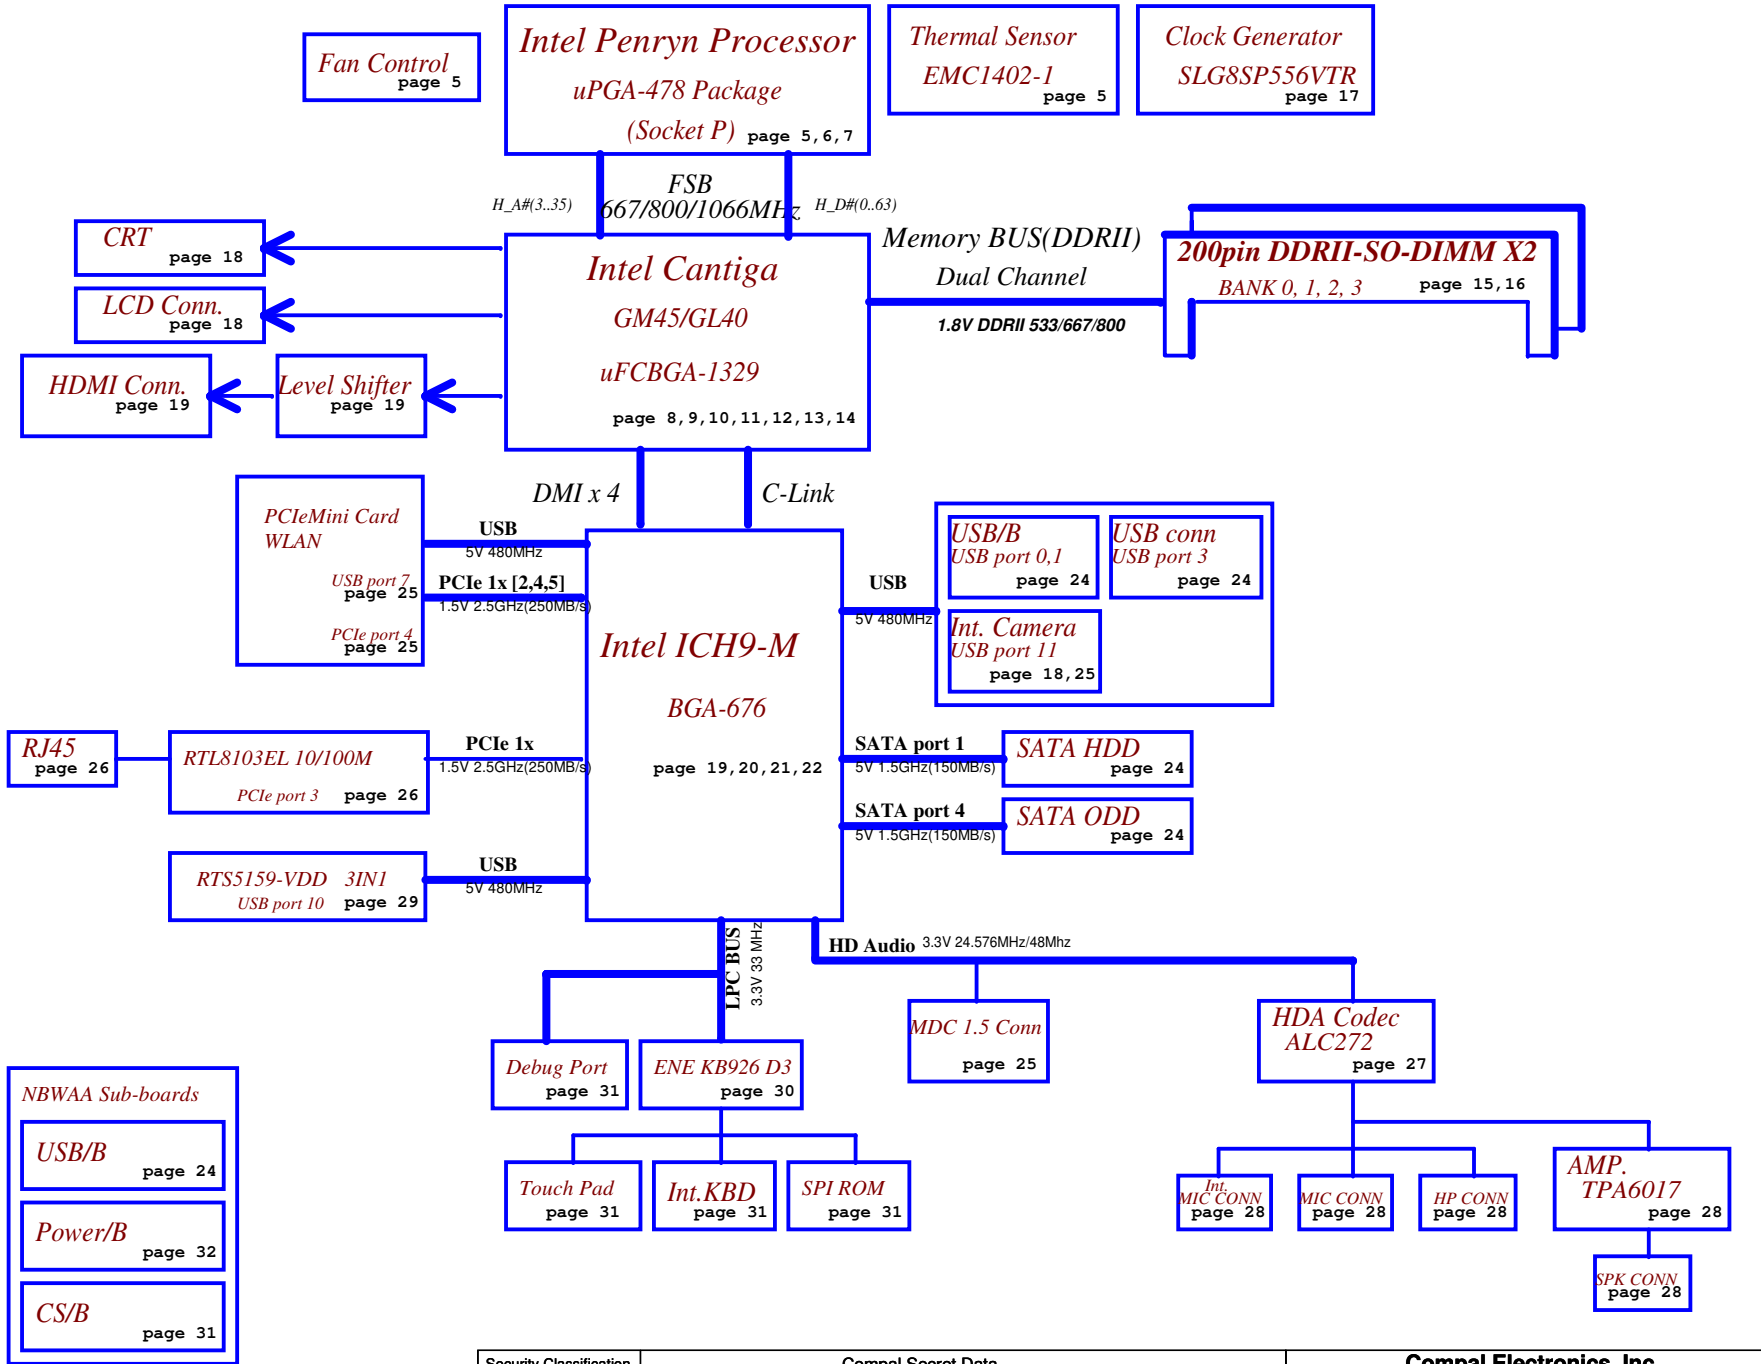 Fan Control
page 5
Intel Penryn Processor
uPGA-478 Package
(Socket P) page 5,6,7
Thermal Sensor
EMC1402-1
page 5
Clock Generator
SLG8SP556VTR
page 17
H_A#(3..35)
FSB
667/800/1066MHz
H_D#(0..63)
CRT
page 18
LCD Conn.
page 18
HDMI Conn.
page 19
Level Shifter
page 19
Intel Cantiga
GM45/GL40
uFCBGA-1329
page 8,9,10,11,12,13,14
Memory BUS(DDRII)
Dual Channel
1.8V DDRII 533/667/800
200pin DDRII-SO-DIMM X2
BANK 0, 1, 2, 3 page 15,16
DMI x 4
C-Link
PCIeMini Card
WLAN
USB port 7
page 25
PCIe port 4
page 25
USB
5V 480MHz
PCIe 1x [2,4,5]
1.5V 2.5GHz(250MB/s)
Intel ICH9-M
BGA-676
page 19,20,21,22
USB
5V 480MHz
USB/B
USB port 0,1
page 24
USB conn
USB port 3
page 24
Int. Camera
USB port 11
page 18,25
RJ45
page 26
RTL8103EL 10/100M
PCIe port 3 page 26
PCIe 1x
1.5V 2.5GHz(250MB/s)
SATA port 1
5V 1.5GHz(150MB/s)
SATA HDD
page 24
SATA port 4
5V 1.5GHz(150MB/s)
SATA ODD
page 24
RTS5159-VDD 3IN1
USB port 10 page 29
USB
5V 480MHz
LPC BUS
3.3V 33 MHz
HD Audio 3.3V 24.576MHz/48Mhz
Debug Port
page 31
ENE KB926 D3
page 30
MDC 1.5 Conn
page 25
HDA Codec
ALC272
page 27
Touch Pad
page 31
Int.KBD
page 31
SPI ROM
page 31
Int.
MIC CONN
page 28
MIC CONN
page 28
HP CONN
page 28
AMP.
TPA6017
page 28
SPK CONN
page 28
NBWAA Sub-boards
USB/B
page 24
Power/B
page 32
CS/B
page 31
Security Classification
Compal Secret Data
Compal Electronics, Inc.